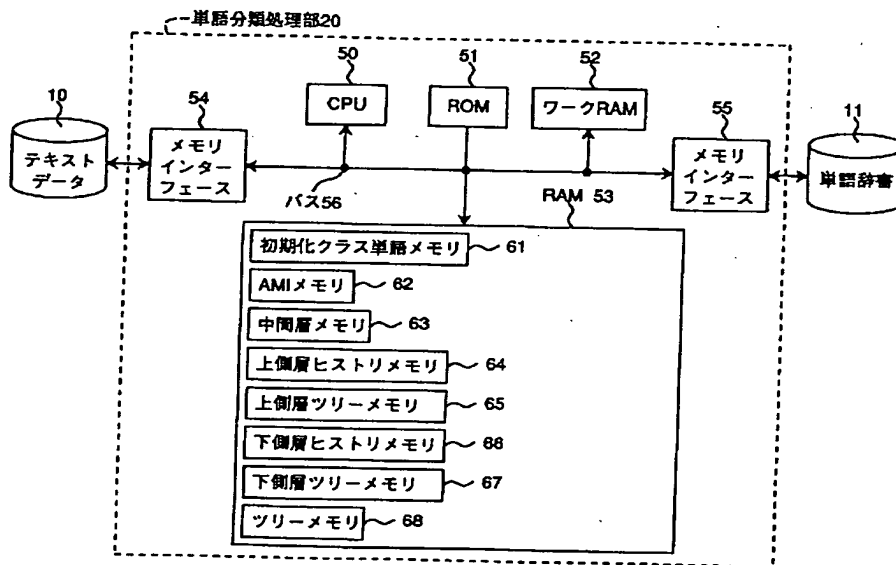 単語分類処理部20
50
51
52
10
54
55
11
CPU
ROM
ワークRAM
テキスト
データ
メモリ
インター
フェース
メモリ
インター
フェース
単語辞書
バス56
RAM 53
初期化クラス単語メモリ 61
AMIメモリ 62
中間層メモリ 63
上側層ヒストリメモリ 64
上側層ツリーメモリ 65
下側層ヒストリメモリ 66
下側層ツリーメモリ 67
ツリーメモリ 68